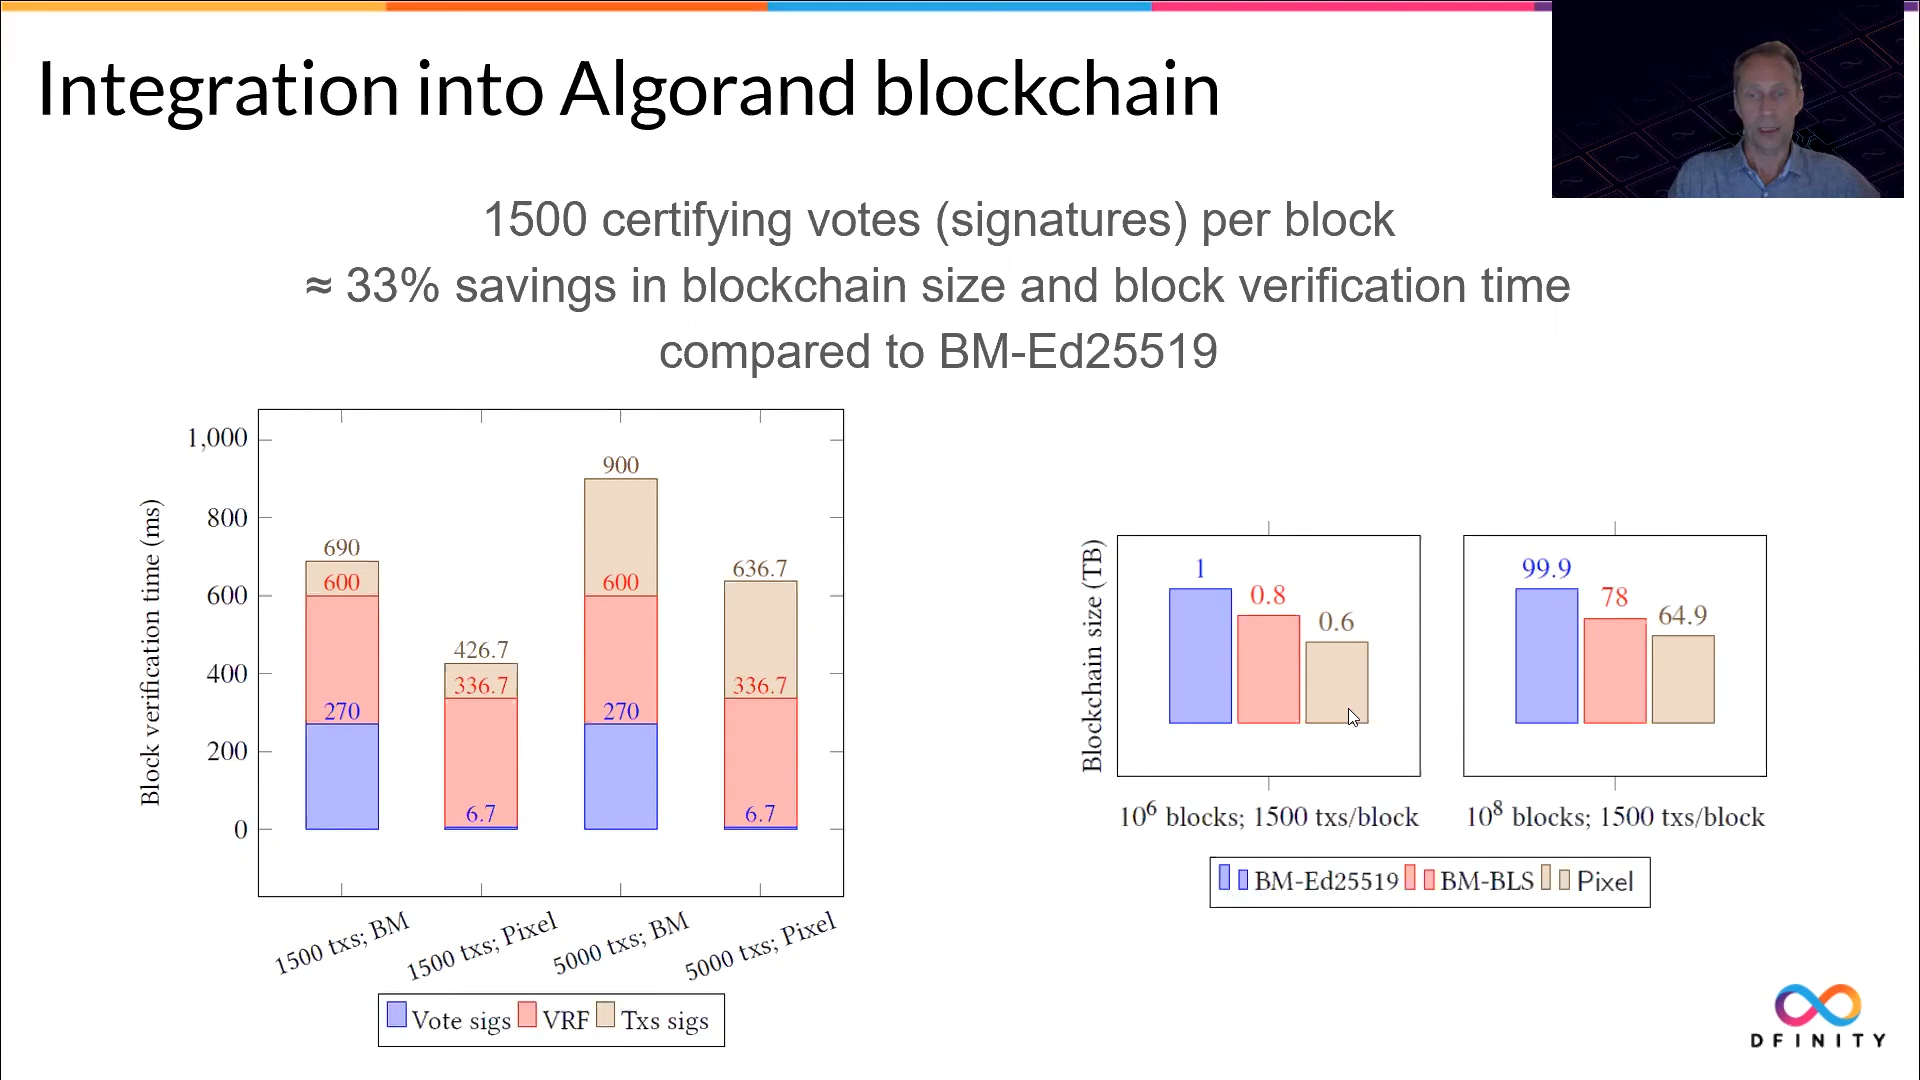 Integration into Algorand blockchain
1500 certifying votes (signatures) per block
≈ 33% savings in blockchain size and block verification time
compared to BM-Ed25519
Block verification time (ms)
1,000
800
600
400
200
0
690
600
270
426.7
336.7
6.7
900
600
270
636.7
336.7
6.7
1500 txs; BM
1500 txs; Pixel
5000 txs; BM
5000 txs; Pixel
Vote sigs VRF Txs sigs
Blockchain size (TB)
1
0.8
0.6
10⁶ blocks; 1500 txs/block
99.9
78
64.9
10⁸ blocks; 1500 txs/block
BM-Ed25519 BM-BLS Pixel
DFINITY